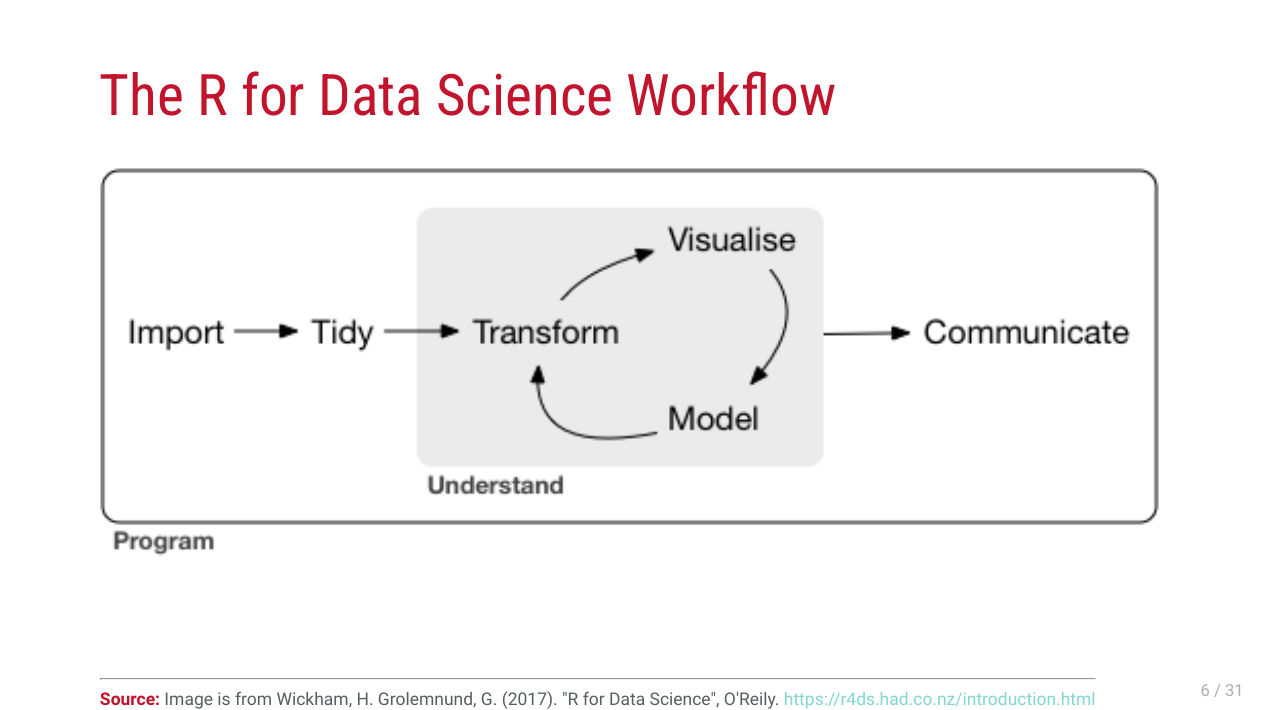 The R for Data Science Workflow
Visualise
Import
Tidy
Transform
Communicate
Model
Understand
Program
Source: Image is from Wickham, H. Grolemnund, G. (2017). "R for Data Science", O'Reily. https://r4ds.had.co.nz/introduction.html
6 / 31